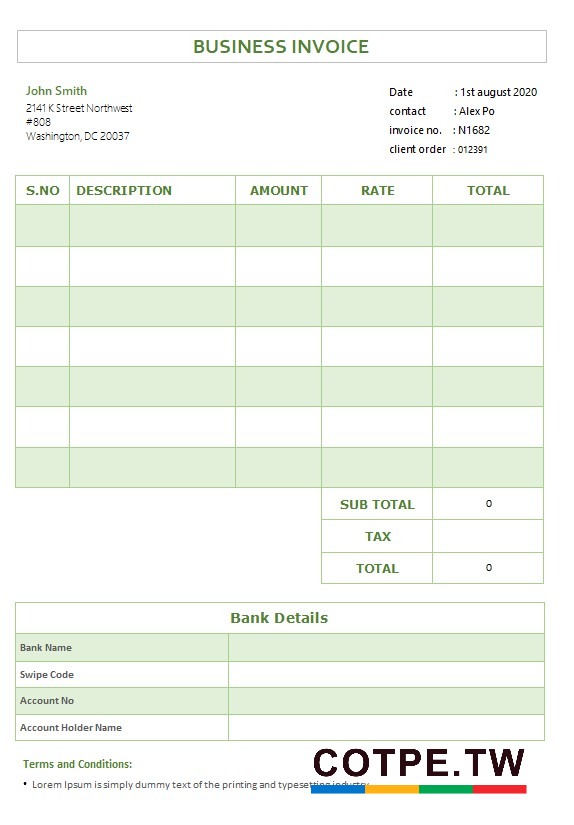 BUSINESS INVOICE
John Smith
2141 K Street Northwest
#808
Washington, DC 20037
Date : 1st august 2020
contact : Alex Po
invoice no. : N1682
client order : 012391
S.NO DESCRIPTION AMOUNT RATE TOTAL
SUB TOTAL 0
TAX
TOTAL 0
Bank Details
Bank Name
Swipe Code
Account No
Account Holder Name
Terms and Conditions:
• Lorem Ipsum is simply dummy text of the printing and typesetting industry.
COTPE.TW